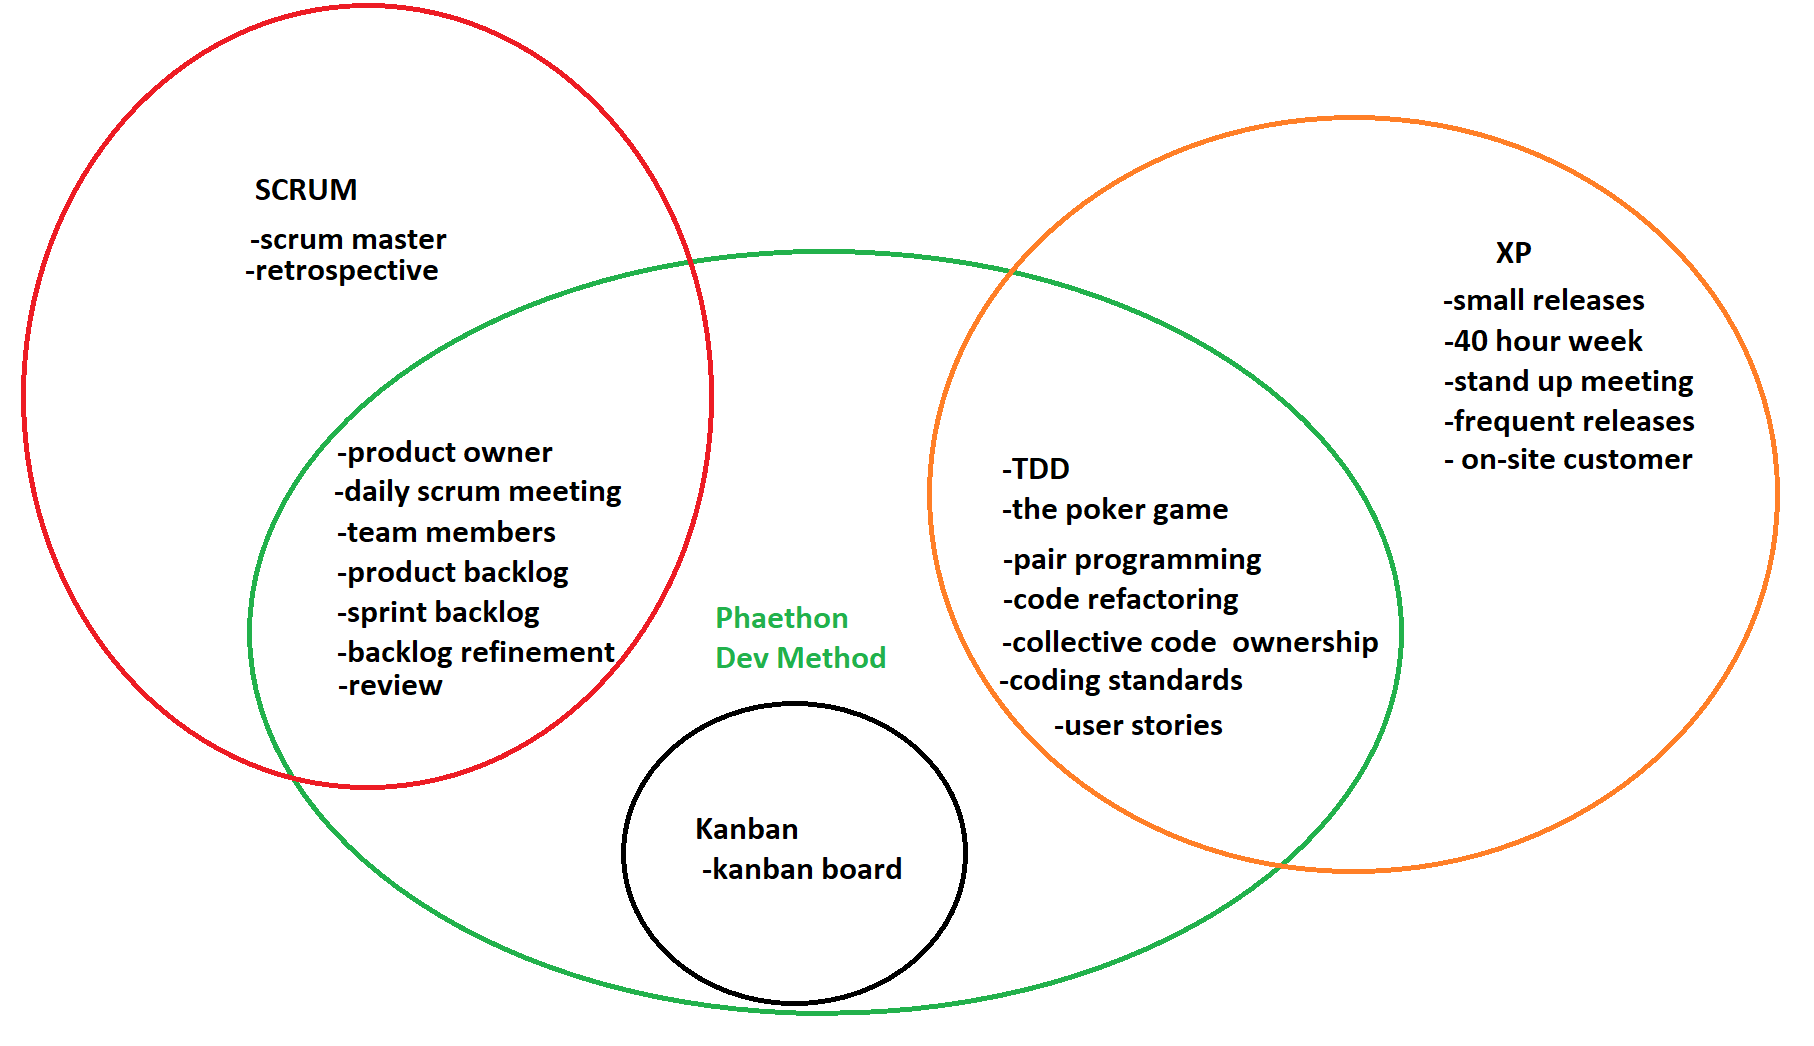 SCRUM
-scrum master
-retrospective
-product owner
-daily scrum meeting
-team members
-product backlog
-sprint backlog
-backlog refinement
-review
Phaethon
Dev Method
Kanban
-kanban board
-TDD
-the poker game
-pair programming
-code refactoring
-collective code  ownership
-coding standards
-user stories
XP
-small releases
-40 hour week
-stand up meeting
-frequent releases
- on-site customer